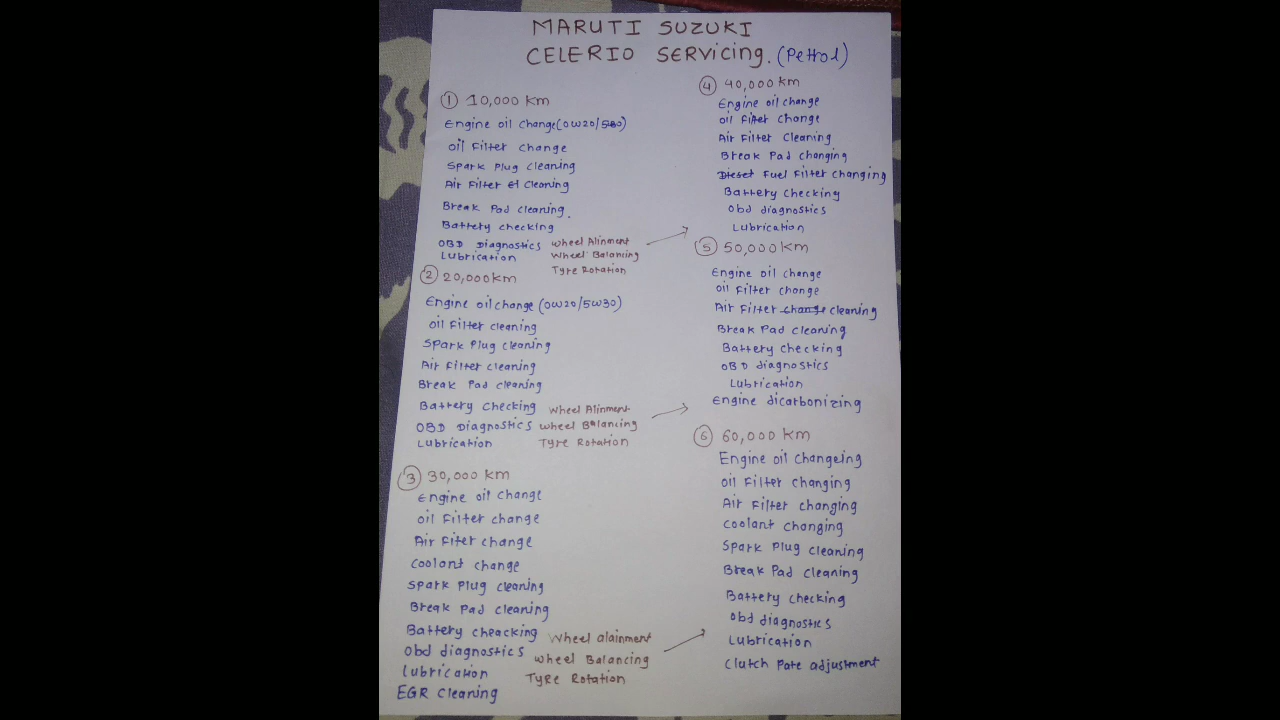 MARUTI SUZUKI
CELERIO SERVICING. (Petrol)
① 10,000 KM
Engine oil change (0W20/5W30)
oil Filter change
Spark Plug cleaning
Air Filter cleaning
Break Pad cleaning.
Battery checking
OBD Diagnostics
Lubrication
Wheel Alinment
Wheel Balancing
Tyre Rotation
② 20,000 KM
Engine oil change (0W20/5W30)
oil Filter cleaning
Spark Plug cleaning
Air Filter cleaning
Break Pad cleaning
Battery checking
OBD Diagnostics
Lubrication
Wheel Alinment
Wheel Balancing
Tyre Rotation
③ 30,000 KM
Engine oil change
oil Filter change
Air Fiter change
Coolant change
Spark Plug cleaning
Break Pad cleaning
Battery cheacking
Obd diagnostics
Lubrication
EGR Cleaning
Wheel alainment
Wheel Balancing
Tyre Rotation
④ 40,000 KM
Engine oil change
oil Filter change
Air Filter Cleaning
Break Pad changing
Diesel Fuel Filter changing
Battery checking
Obd diagnostics
Lubrication
⑤ 50,000 KM
Engine oil change
oil Filter change
Air Filter change cleaning
Break Pad cleaning
Battery checking
OBD diagnostics
Lubrication
Engine dicarbonizing
⑥ 60,000 KM
Engine oil changeing
oil Filter changing
Air Filter changing
Coolant changing
Spark Plug cleaning
Break Pad cleaning
Battery checking
Obd diagnostics
Lubrication
Clutch Pate adjustment